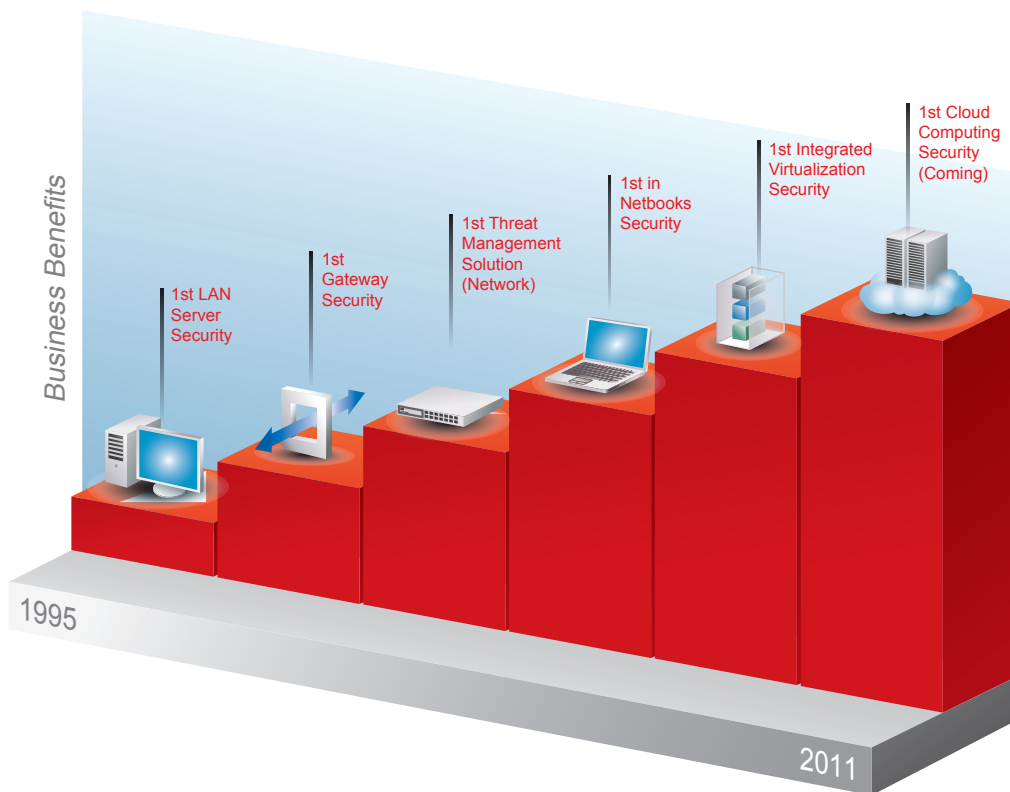 Business Benefits
1st LAN
Server
Security
1st
Gateway
Security
1st Threat
Management
Solution
(Network)
1st in
Netbooks
Security
1st Integrated
Virtualization
Security
1st Cloud
Computing
Security
(Coming)
1995
2011